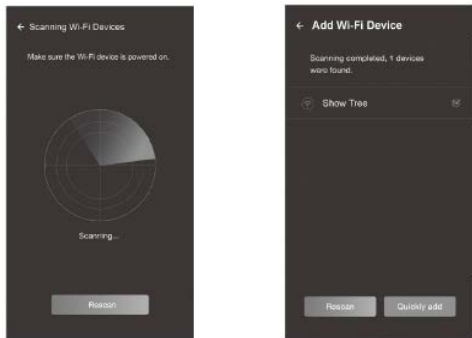 ← Scanning Wi-Fi Devices
Make sure the Wi-Fi device is powered on.
Scanning...
Rescan
← Add Wi-Fi Device
Scanning completed, 1 devices
were found.
Show Tree
Rescan
Quickly add